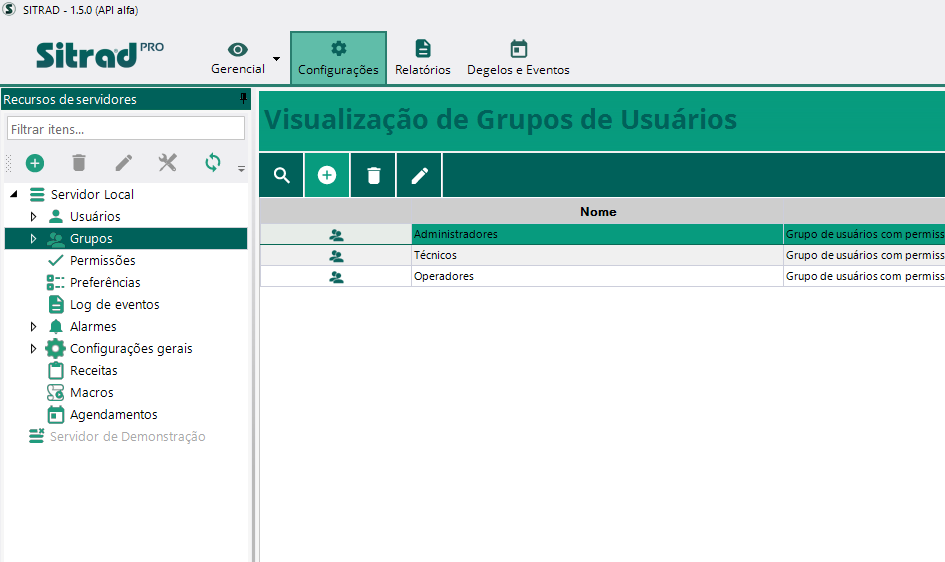 SITRAD - 1.5.0 (API alfa)
Sitrad PRO
Gerencial
Configurações
Relatórios
Degelos e Eventos
Recursos de servidores
Filtrar itens...
Servidor Local
Usuários
Grupos
Permissões
Preferências
Log de eventos
Alarmes
Configurações gerais
Receitas
Macros
Agendamentos
Servidor de Demonstração
Visualização de Grupos de Usuários
Nome
Administradores Grupo de usuários com permiss
Técnicos Grupo de usuários com permiss
Operadores Grupo de usuários com permiss